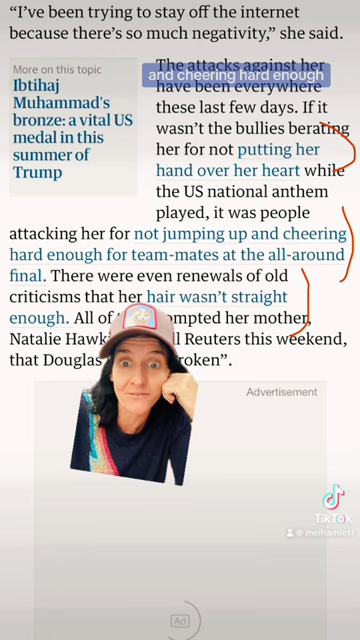 “I’ve been trying to stay off the internet
because there’s so much negativity,” she said.
More on this topic
Ibtihaj
Muhammad's
bronze: a vital US
medal in this
summer of
Trump
The attacks against her
and cheering hard enough
have been everywhere
these last few days. If it
wasn’t the bullies berating
her for not putting her
hand over her heart while
the US national anthem
played, it was people
attacking her for not jumping up and cheering
hard enough for team-mates at the all-around
final. There were even renewals of old
criticisms that her hair wasn’t straight
enough. All of mpted her mother,
Natalie ll Reuters this weekend,
that Douglas roken”.
Advertisement
TikTok
@melhamlett
Ad